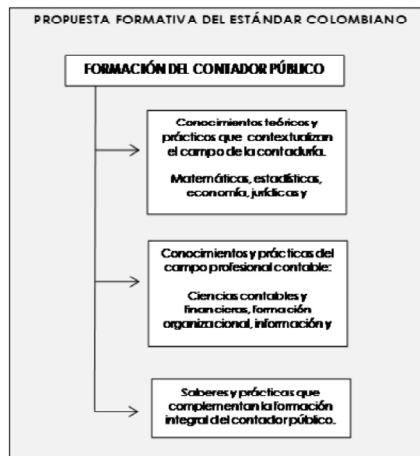 PROPUESTA FORMATIVA DEL ESTÁNDAR COLOMBIANO
FORMACIÓN DEL CONTADOR PÚBLICO
Conocimientos teóricos y
prácticos que contextualizan
el campo de la contaduría.
Matemáticas, estadísticas,
economía, jurídicas y
Conocimientos y prácticas del
campo profesional contable:
Ciencias contables y
financieras, formación
organizacional, información y
Saberes y prácticas que
complementan la formación
integral del contador público.